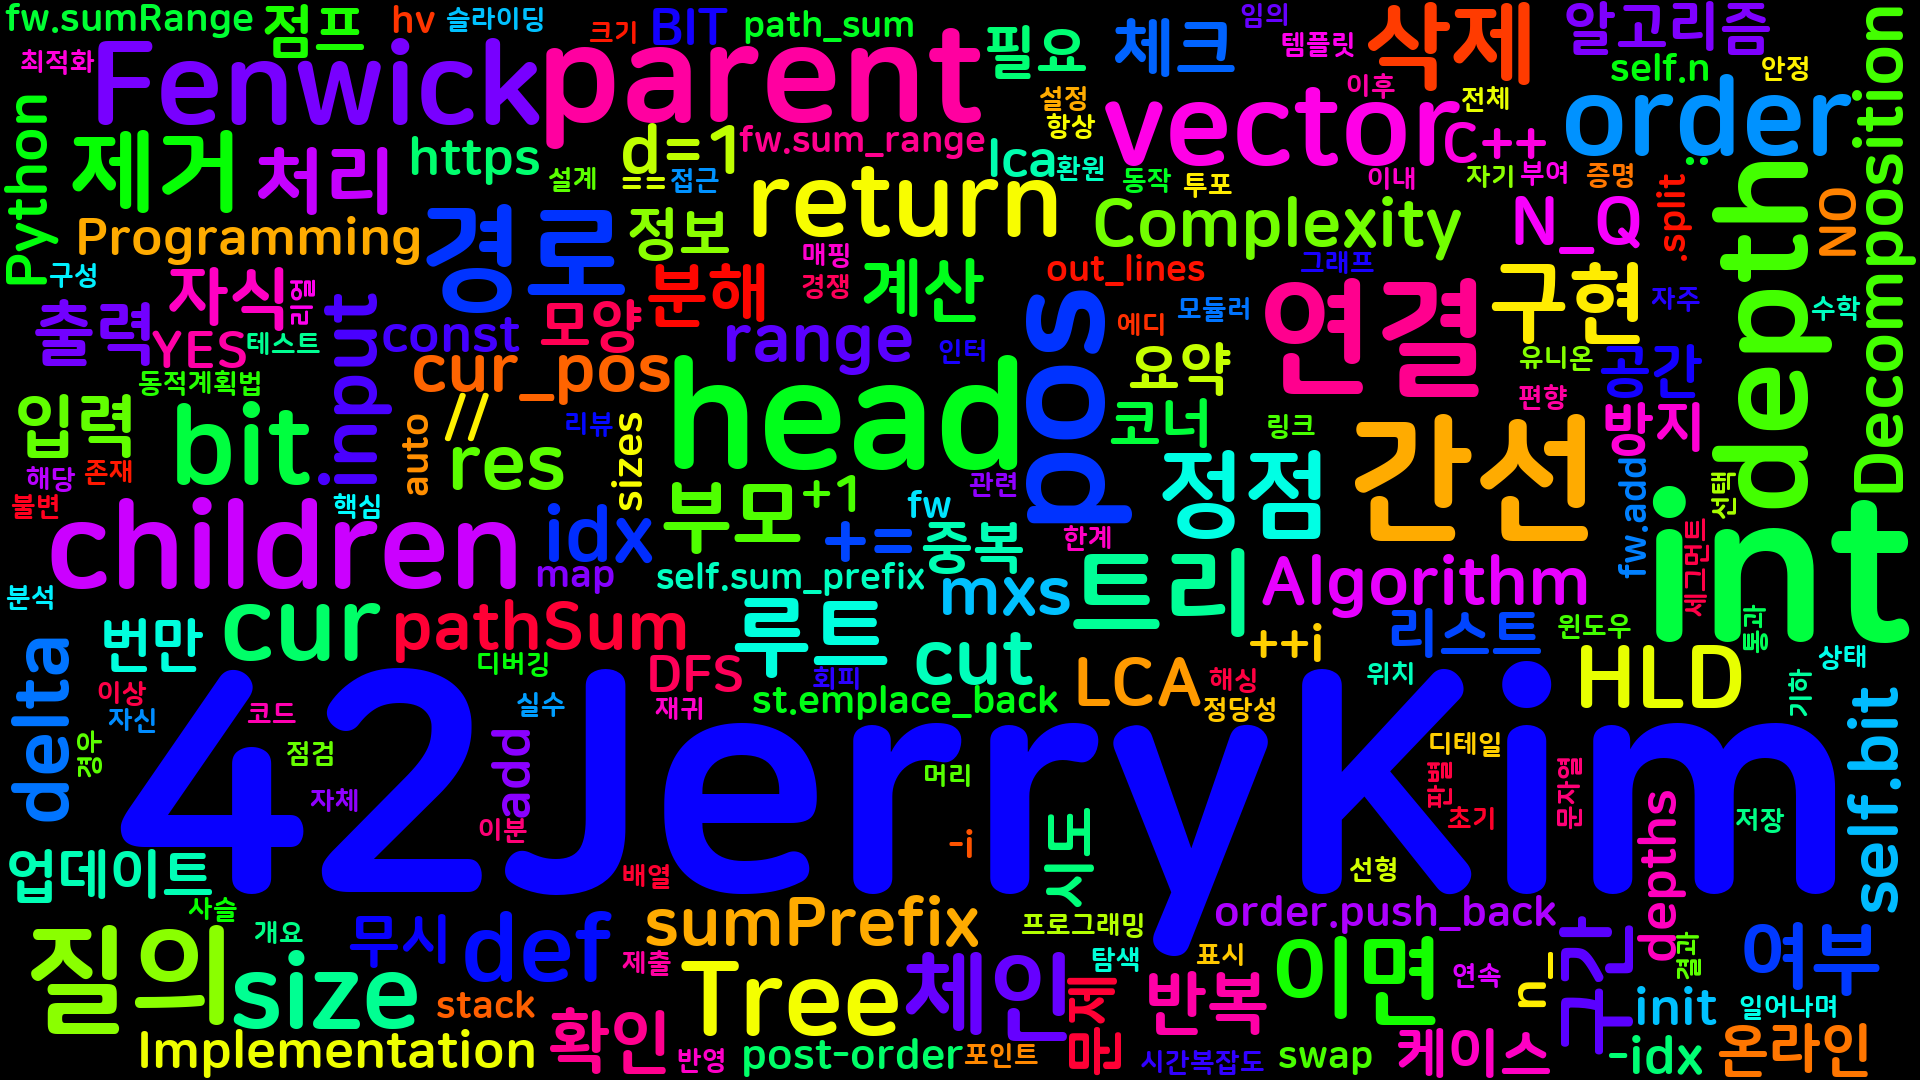 fw.sumRange
점프
hv
슬라이딩
크기
BIT
path_sum
필요
체크
임의
템플릿
삭제
알고리즘
self.n
안정
Decomposition
최적화
Fenwick
parent
설정
항상
이후
전체
vector
C++
order
Python
제거
처리
https
설계
d=1
==
접근
fw.sum_range
lca
환원
동작
투포
이내
자기
부여
증명
.split
depth
NO
Programming
경로
정보
return
Complexity
N_Q
구성
자식
리얼
매핑
경쟁
분해
계산
out_lines
그래프
출력
YES
테스트
input
const
모양
range
인터
pos
에디
모듈러
연결
구현
자주
수학
동적계획법
cur_pos
요약
유니온
공간
입력
bit
//
auto
res
리뷰
sizes
head
코너
링크
편향
방지
간선
해당
존재
불변
핵심
부모
+1
관련
fw
정점
선택
fw.add
int
children
idx
map
+=
중복
한계
세그먼트
self.sum_prefix
mxs
트리
Algorithm
분석
delta
번만
cur
pathSum
루트
cut
++i
리스트
윈도우
통과
상태
디버깅
DFS
회피
LCA
해싱
위치
HLD
기하
self.bit
이상
자신
경우
코드
점검
자체
실수
재귀
st.emplace_back
정당성
42JerryKim
add
이분
머리
-i
디테일
판별
초기
문자열
depths
저장
업데이트
사슬
배열
시도
선형
질의
개요
size
무시
def
sumPrefix
제출
프로그래밍
order.push_back
구간
결과
여부
stack
Tree
체인
탐색
표시
문제
반복
이면
연속
n_
init
일어나며
Implementation
확인
반영
post-order
포인트
시간복잡도
swap
케이스
-idx
온라인